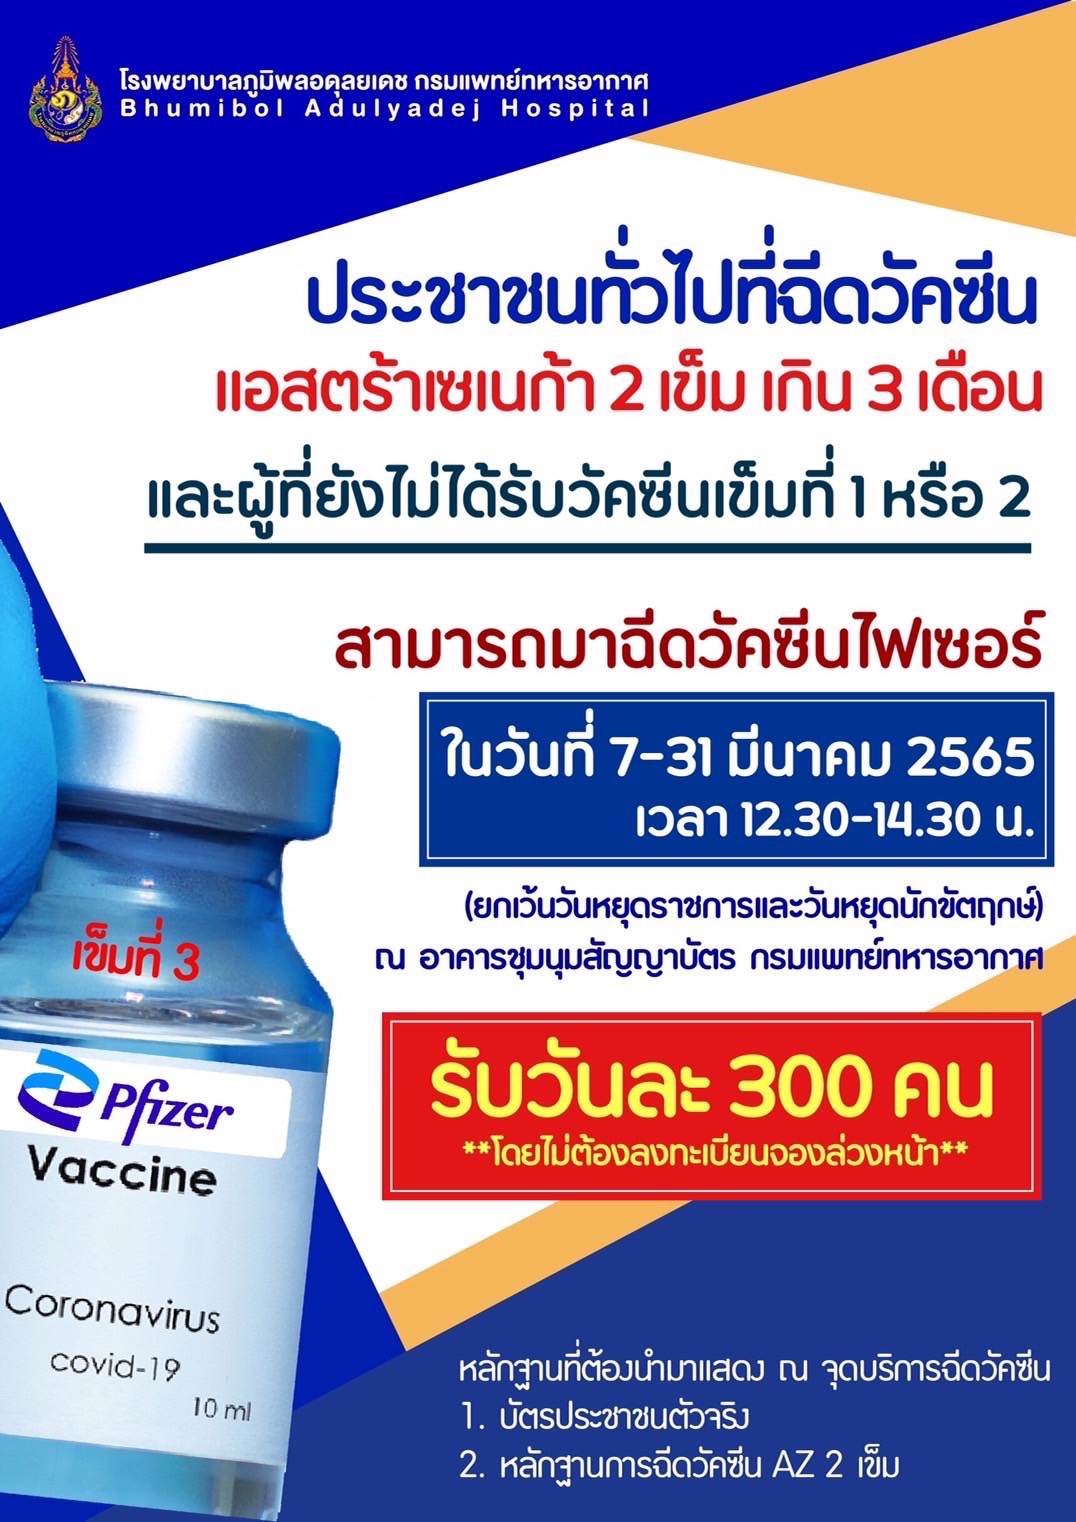 โรงพยาบาลภูมิพลอดุลยเดช กรมแพทย์ทหารอากาศ
Bhumibol Adulyadej Hospital
ประชาชนทั่วไปที่ฉีดวัคซีน
แอสตร้าเซเนก้า 2 เข็ม เกิน 3 เดือน
และผู้ที่ยังไม่ได้รับวัคซีนเข็มที่ 1 หรือ 2
สามารถมาฉีดวัคซีนไฟเซอร์
ในวันที่ 7-31 มีนาคม 2565
เวลา 12.30-14.30 น.
(ยกเว้นวันหยุดราชการและวันหยุดนักขัตฤกษ์)
ณ อาคารชุมนุมสัญญาบัตร กรมแพทย์ทหารอากาศ
รับวันละ 300 คน
**โดยไม่ต้องลงทะเบียนจองล่วงหน้า**
เข็มที่ 3
Pfizer
Vaccine
Coronavirus
covid-19
10 ml
หลักฐานที่ต้องนำมาแสดง ณ จุดบริการฉีดวัคซีน
1. บัตรประชาชนตัวจริง
2. หลักฐานการฉีดวัคซีน AZ 2 เข็ม